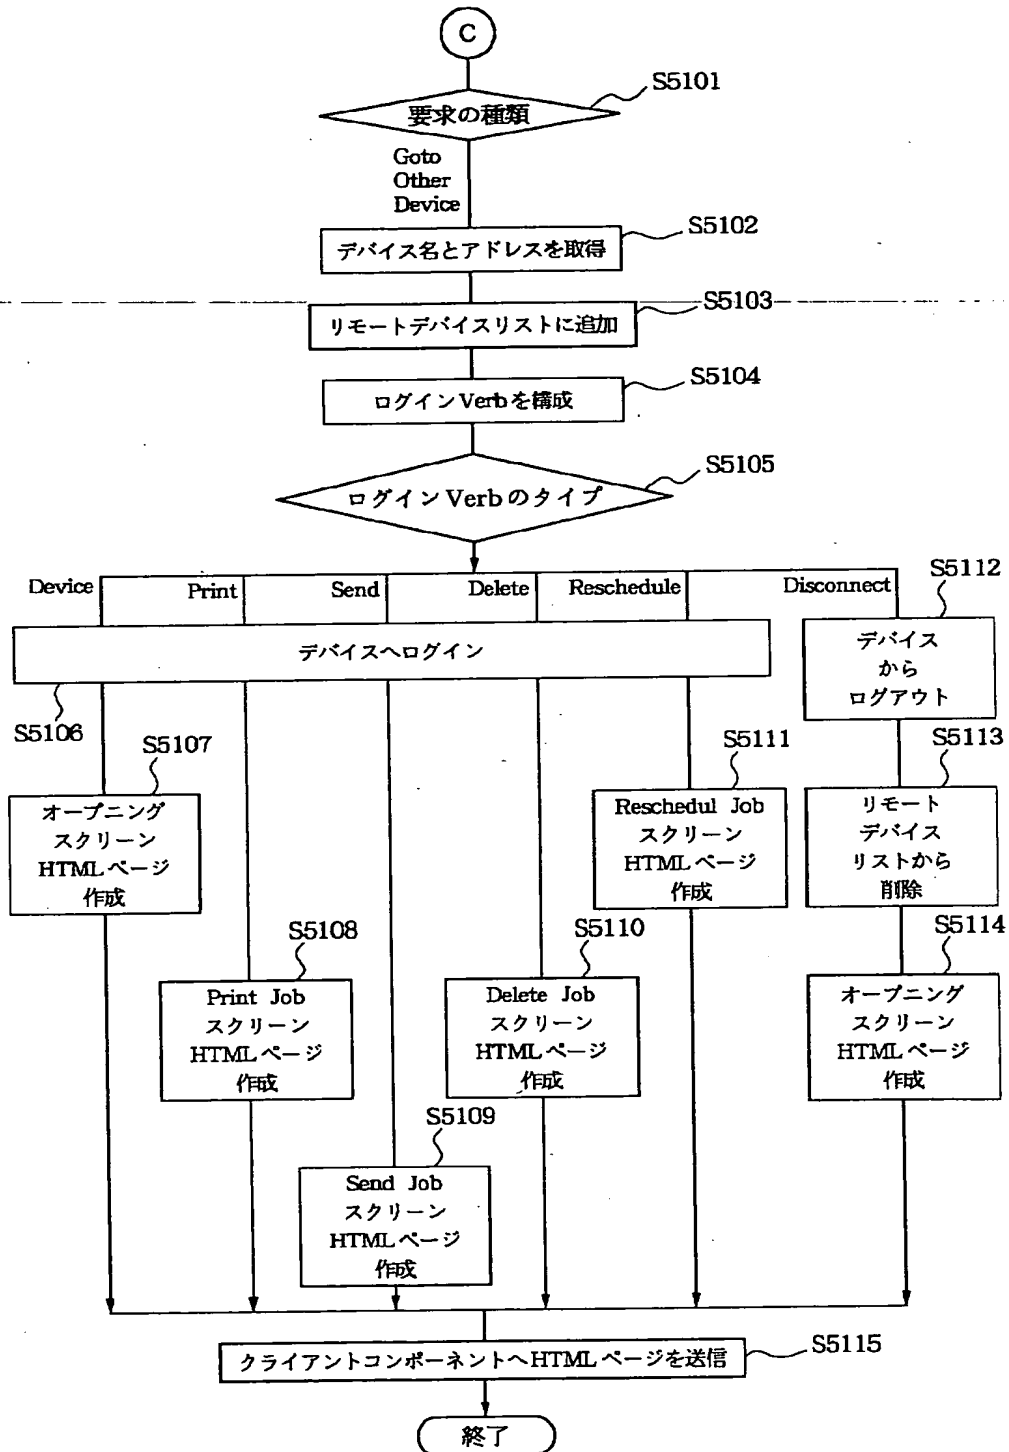 C
S5101
要求の種類
Goto
Other
Device
S5102
デバイス名とアドレスを取得
S5103
リモートデバイスリストに追加
S5104
ログインVerbを構成
S5105
ログインVerbのタイプ
Device
Print
Send
Delete
Reschedule
Disconnect
S5112
デバイスへログイン
デバイス
から
ログアウト
S5106
S5107
オープニング
スクリーン
HTMLページ
作成
S5111
Reschedul Job
スクリーン
HTMLページ
作成
S5113
リモート
デバイス
リストから
削除
S5108
Print Job
スクリーン
HTMLページ
作成
S5110
Delete Job
スクリーン
HTMLページ
作成
S5114
オープニング
スクリーン
HTMLページ
作成
S5109
Send Job
スクリーン
HTMLページ
作成
クライアントコンポーネントへHTMLページを送信
S5115
終了